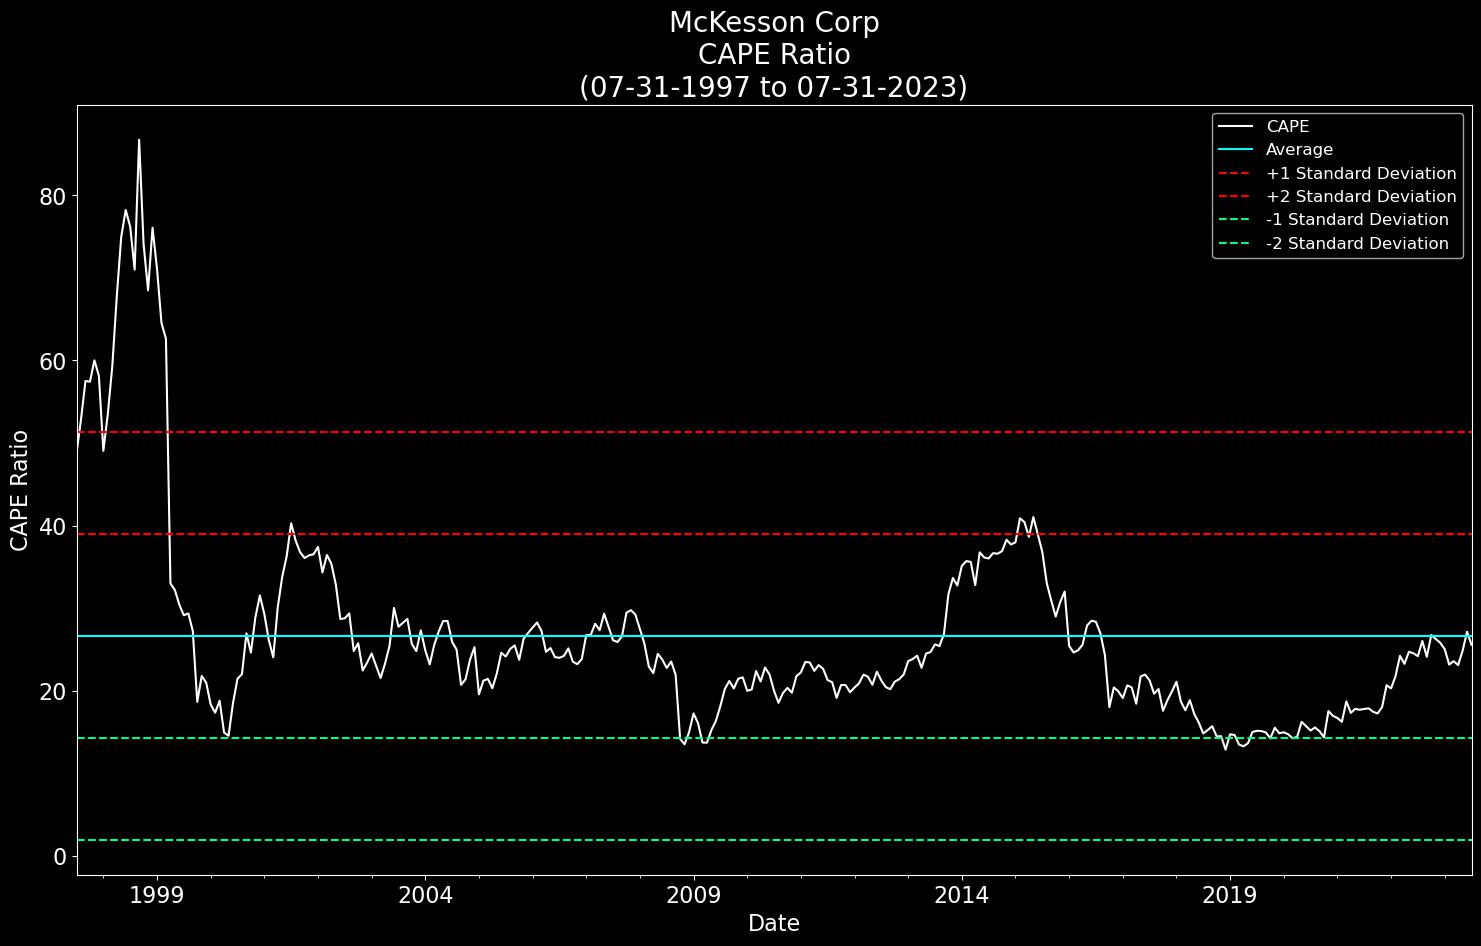 McKesson Corp
CAPE Ratio
(07-31-1997 to 07-31-2023)
CAPE
Average
+1 Standard Deviation
+2 Standard Deviation
-1 Standard Deviation
-2 Standard Deviation
CAPE Ratio
80
60
40
20
0
1999 2004 2009 2014 2019
Date